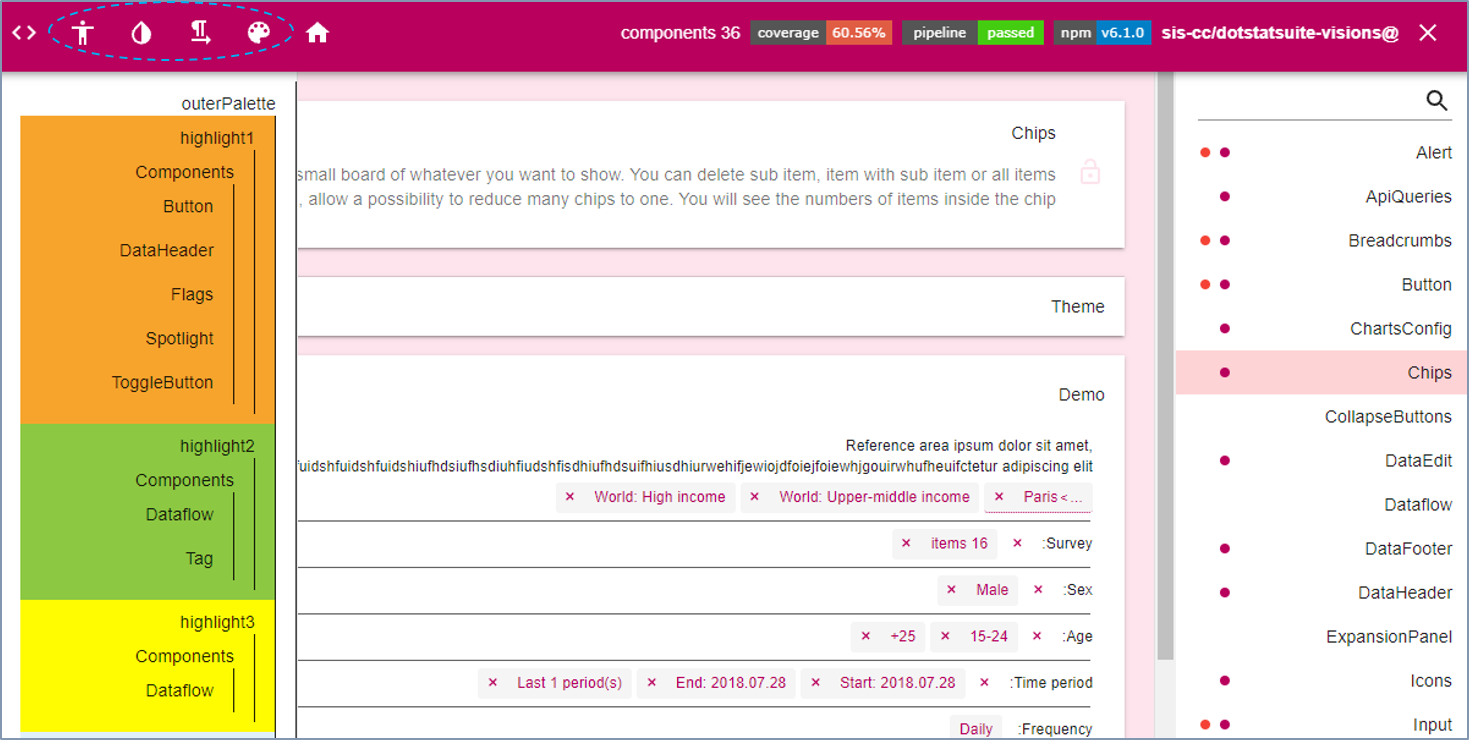 components 36 coverage 60.56% pipeline passed npm v6.1.0 sis-cc/dotstatsuite-visions@
outerPalette
highlight1
Components
Button
DataHeader
Flags
Spotlight
ToggleButton
highlight2
Components
Dataflow
Tag
highlight3
Components
Dataflow
Chips
small board of whatever you want to show. You can delete sub item, item with sub item or all items
, allow a possibility to reduce many chips to one. You will see the numbers of items inside the chip
Theme
Demo
Reference area ipsum dolor sit amet,
fuidshfuidshfuidshiufhdsiufhsdiuhfiudshfisdhiufhdsuifhiusdhiurwehifjewiojdfoiejfoiewhjgouirwhufheuifctetur adipiscing elit
× World: High income × World: Upper-middle income × Paris<...
× items 16 × :Survey
× Male × :Sex
× +25 × 15-24 × :Age
× Last 1 period(s) × End: 2018.07.28 × Start: 2018.07.28 × :Time period
Daily :Frequency
Alert
ApiQueries
Breadcrumbs
Button
ChartsConfig
Chips
CollapseButtons
DataEdit
Dataflow
DataFooter
DataHeader
ExpansionPanel
Icons
Input